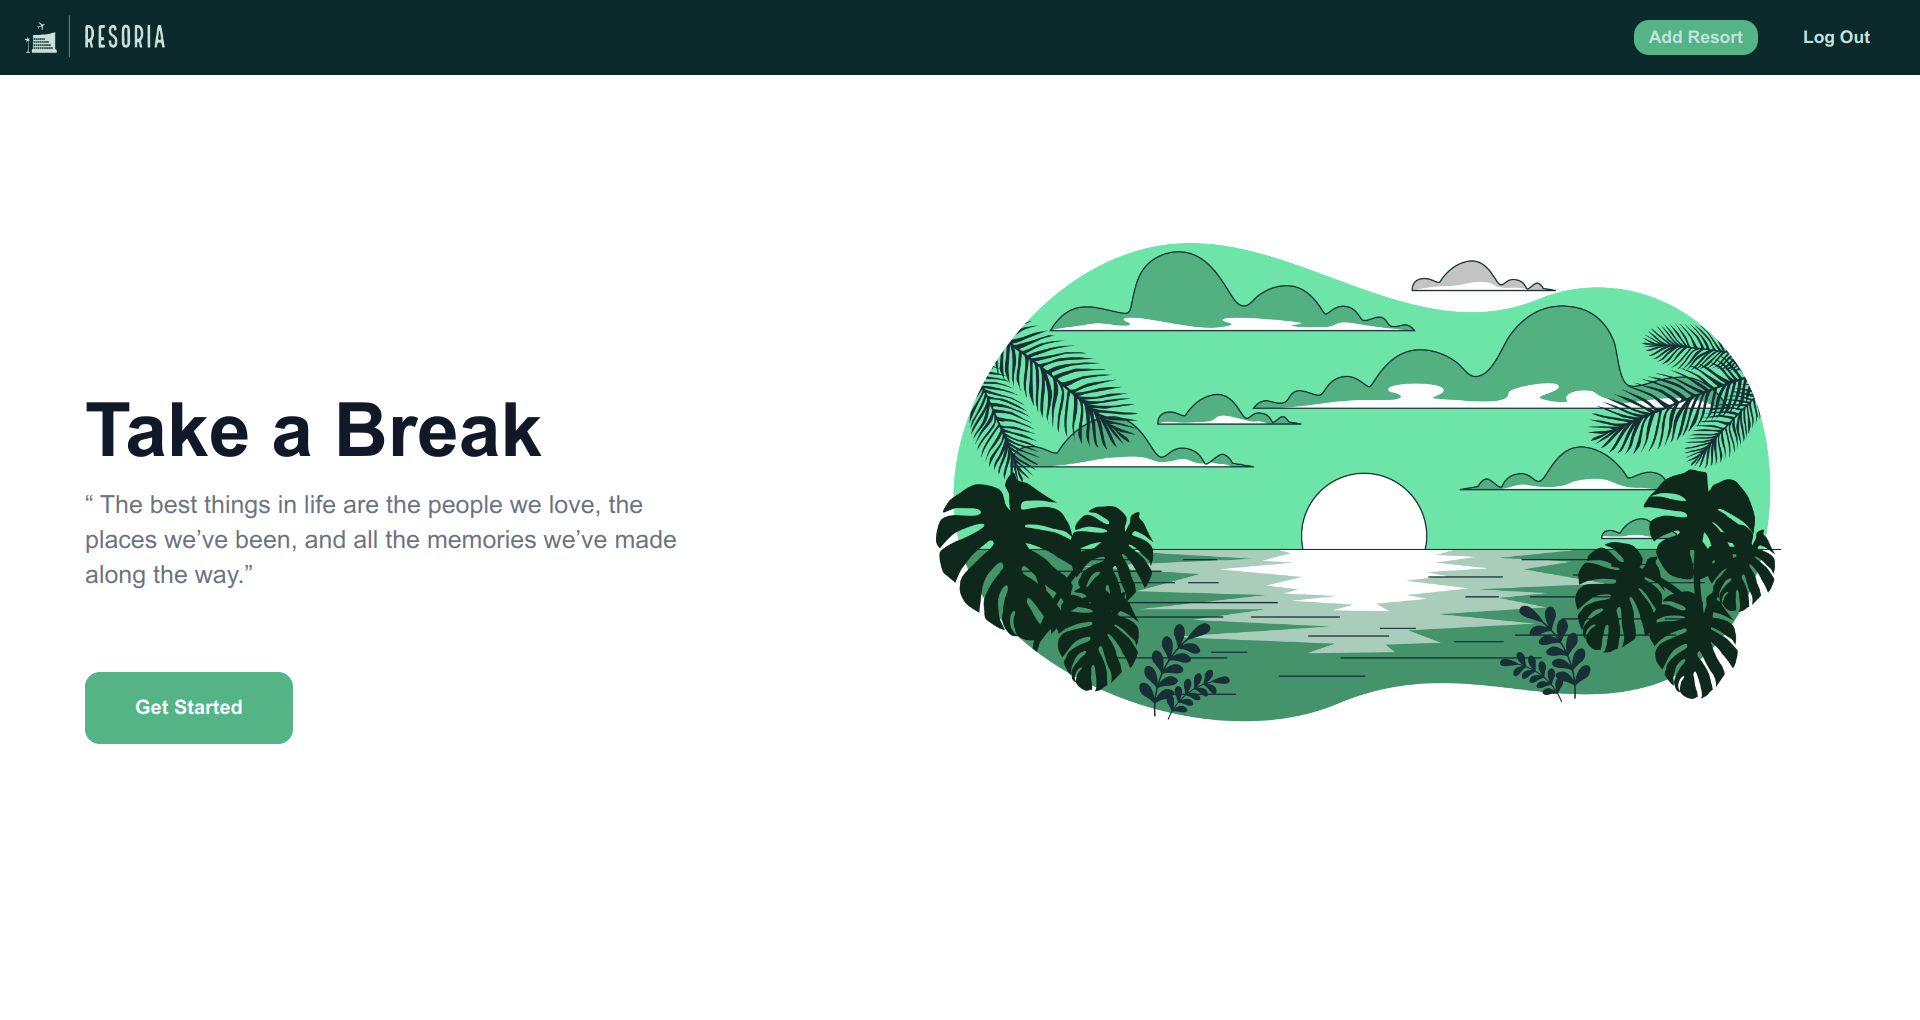 RESORIA
Add Resort
Log Out
Take a Break
“ The best things in life are the people we love, the
places we’ve been, and all the memories we’ve made
along the way.”
Get Started